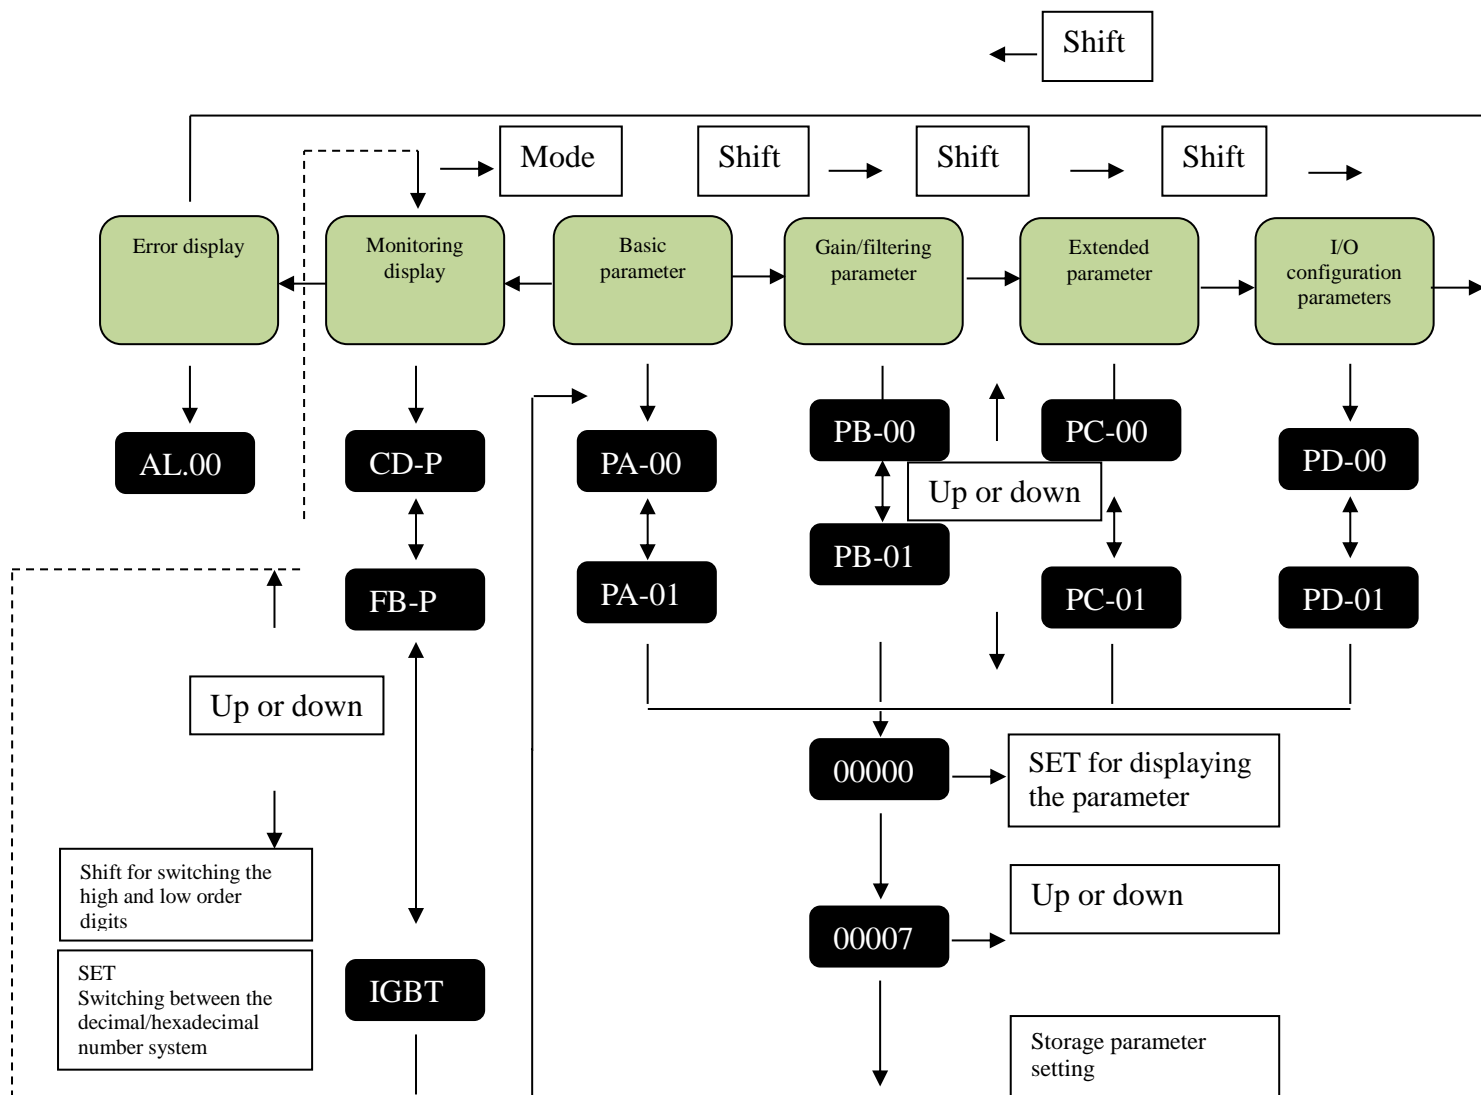 Shift
Mode
Shift
Shift
Shift
Error display
Monitoring
display
Basic
parameter
Gain/filtering
parameter
Extended
parameter
I/O
configuration
parameters
AL.00
CD-P
PA-00
PB-00
PC-00
PD-00
Up or down
FB-P
PA-01
PB-01
PC-01
PD-01
Up or down
00000
SET for displaying
the parameter
Shift for switching the
high and low order
digits
00007
Up or down
SET
Switching between the
decimal/hexadecimal
number system
IGBT
Storage parameter
setting